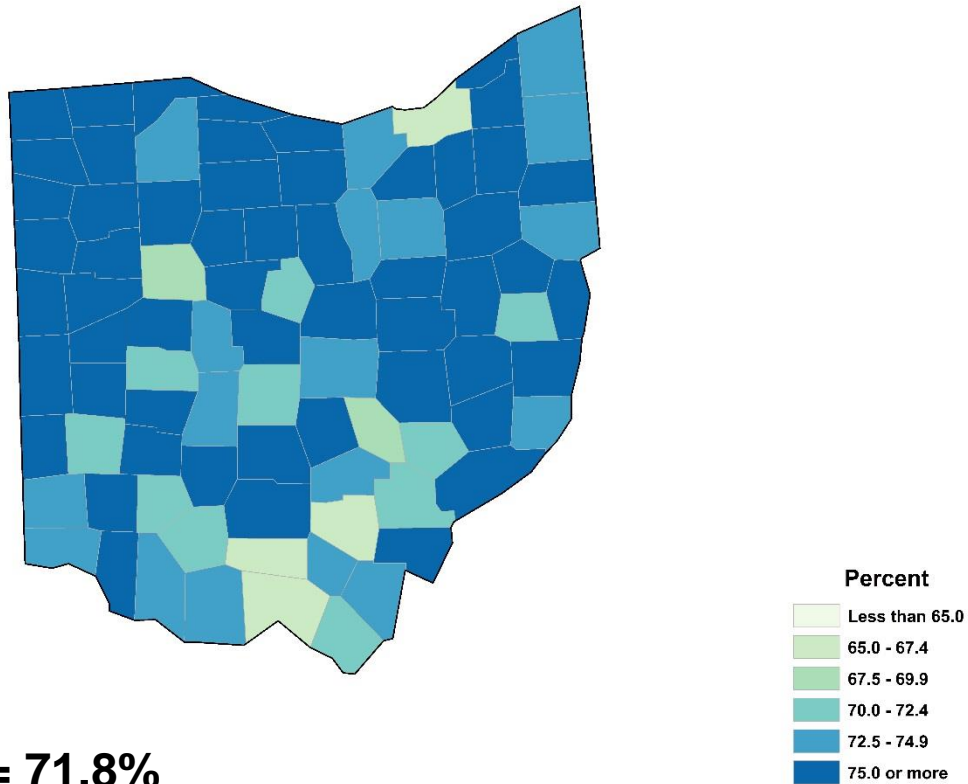 Percent
Less than 65.0
65.0 - 67.4
67.5 - 69.9
70.0 - 72.4
72.5 - 74.9
75.0 or more
= 71.8%